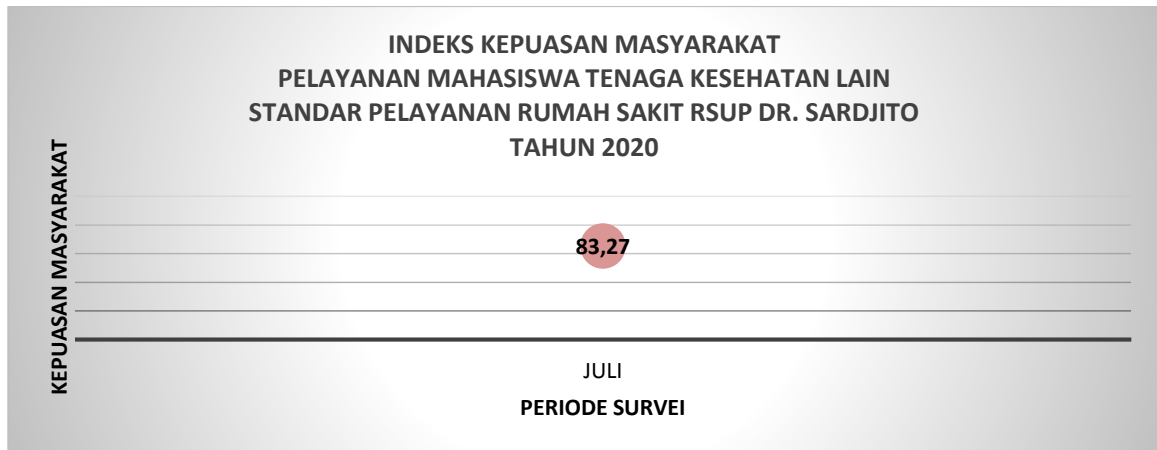 INDEKS KEPUASAN MASYARAKAT
PELAYANAN MAHASISWA TENAGA KESEHATAN LAIN
STANDAR PELAYANAN RUMAH SAKIT RSUP DR. SARDJITO
TAHUN 2020
KEPUASAN MASYARAKAT
83,27
JULI
PERIODE SURVEI